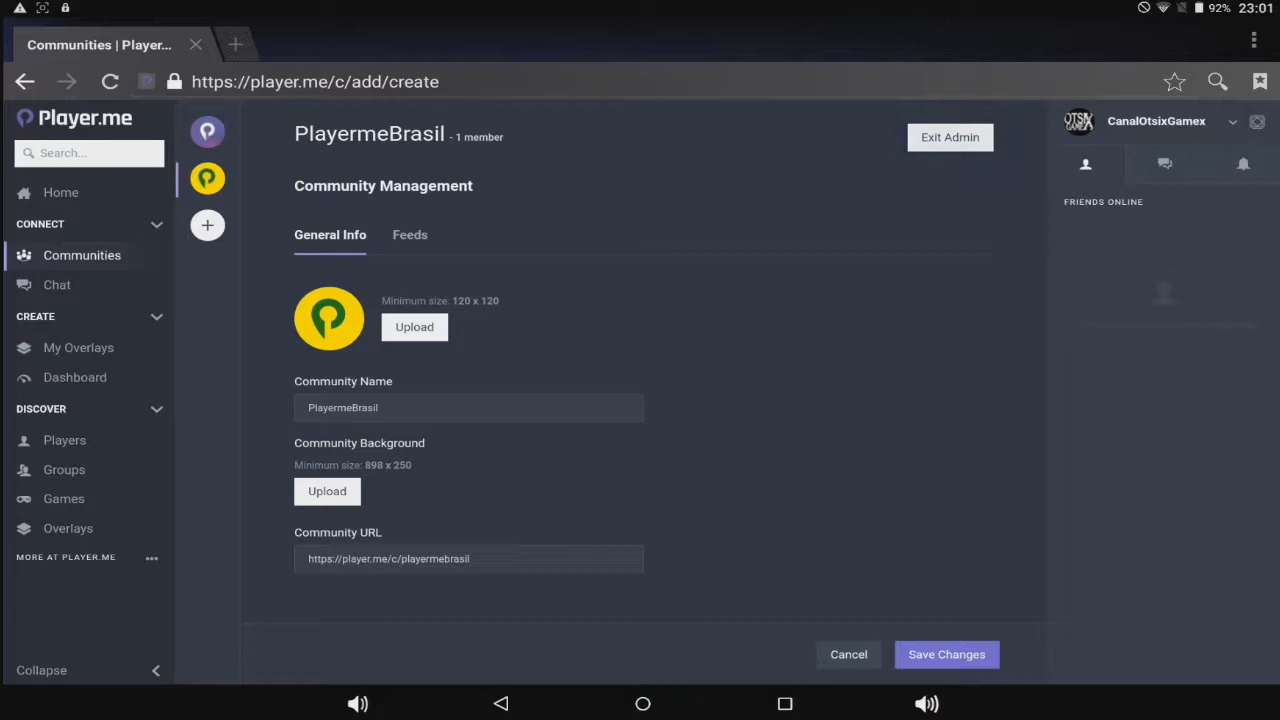 92% 23:01
Communities | Player...
https://player.me/c/add/create
Player.me
Search...
Home
CONNECT
Communities
Chat
CREATE
My Overlays
Dashboard
DISCOVER
Players
Groups
Games
Overlays
MORE AT PLAYER.ME
Collapse
PlayermeBrasil - 1 member
Exit Admin
Community Management
General Info Feeds
Minimum size: 120 x 120
Upload
Community Name
PlayermeBrasil
Community Background
Minimum size: 898 x 250
Upload
Community URL
https://player.me/c/playermebrasil
Cancel Save Changes
OTSIX
GAMEX
CanalOtsixGamex
FRIENDS ONLINE